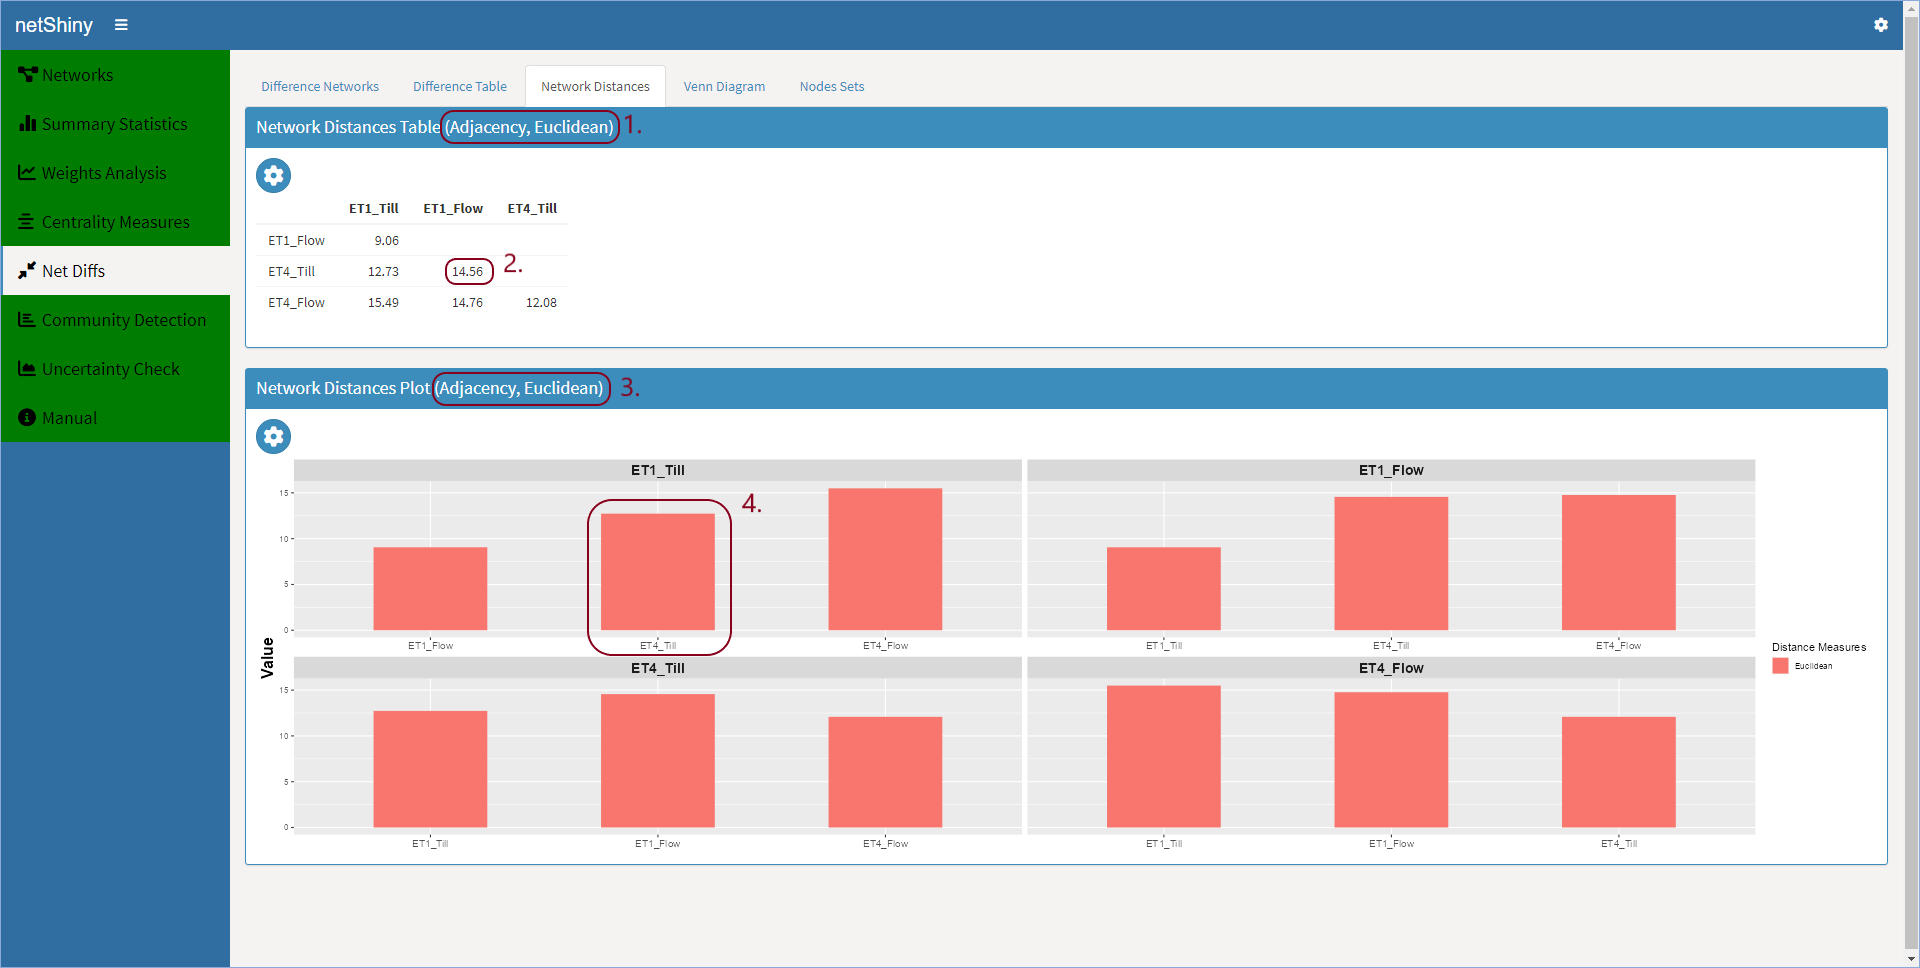 netShiny
Networks
Summary Statistics
Weights Analysis
Centrality Measures
Net Diffs
Community Detection
Uncertainty Check
Manual
Difference Networks Difference Table Network Distances Venn Diagram Nodes Sets
Network Distances Table (Adjacency, Euclidean) 1.
ET1_Till ET1_Flow ET4_Till
ET1_Flow 9.06
ET4_Till 12.73 14.56 2.
ET4_Flow 15.49 14.76 12.08
Network Distances Plot (Adjacency, Euclidean) 3.
Value
ET1_Till
4.
15
10
5
0
ET1_Flow ET4_Till ET4_Flow
ET1_Flow
ET1_Till ET4_Till ET4_Flow
ET4_Till
15
10
5
0
ET1_Till ET1_Flow ET4_Flow
ET4_Flow
ET1_Till ET1_Flow ET4_Till
Distance Measures
Euclidean